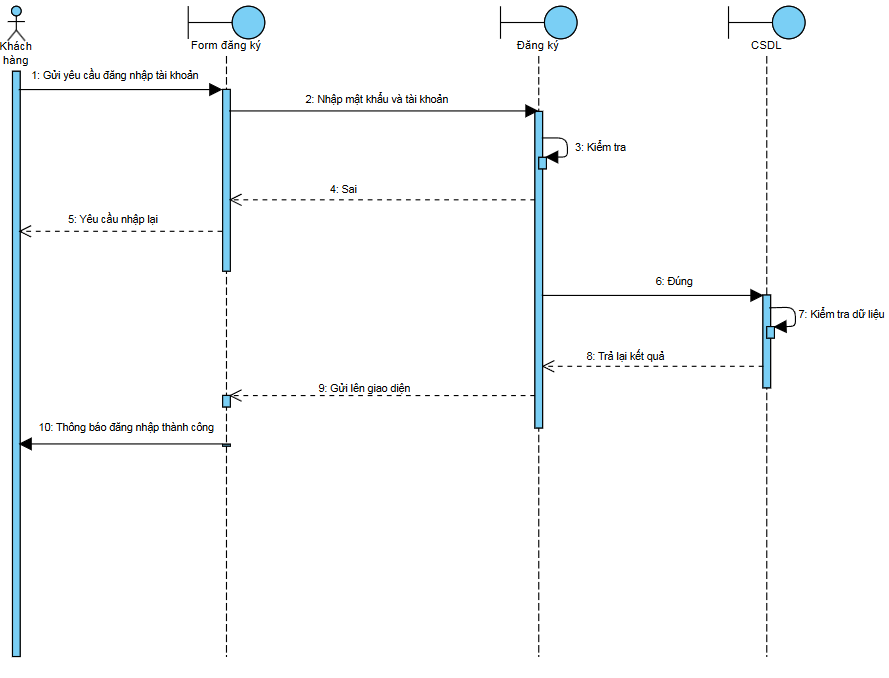 Khách
hàng
Form đăng ký
Đăng ký
CSDL
1: Gửi yêu cầu đăng nhập tài khoản
2: Nhập mật khẩu và tài khoản
3: Kiểm tra
4: Sai
5: Yêu cầu nhập lại
6: Đúng
7: Kiểm tra dữ liệu
8: Trả lại kết quả
9: Gửi lên giao diện
10: Thông báo đăng nhập thành công